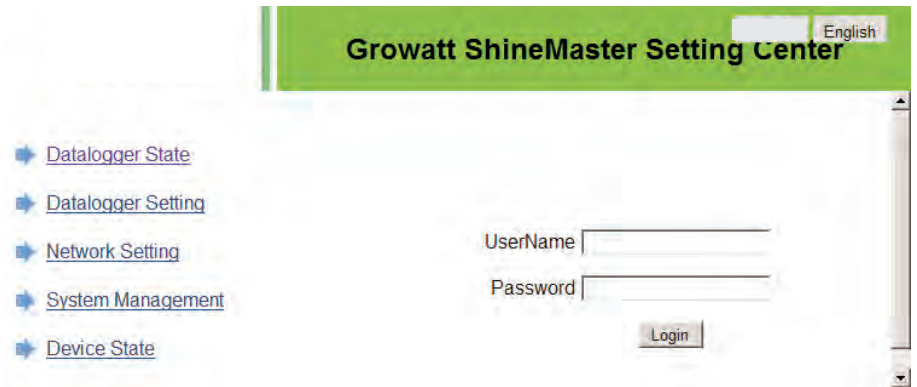 English
Growatt ShineMaster Setting Center
Datalogger State
Datalogger Setting
Network Setting
System Management
Device State
UserName
Password
Login